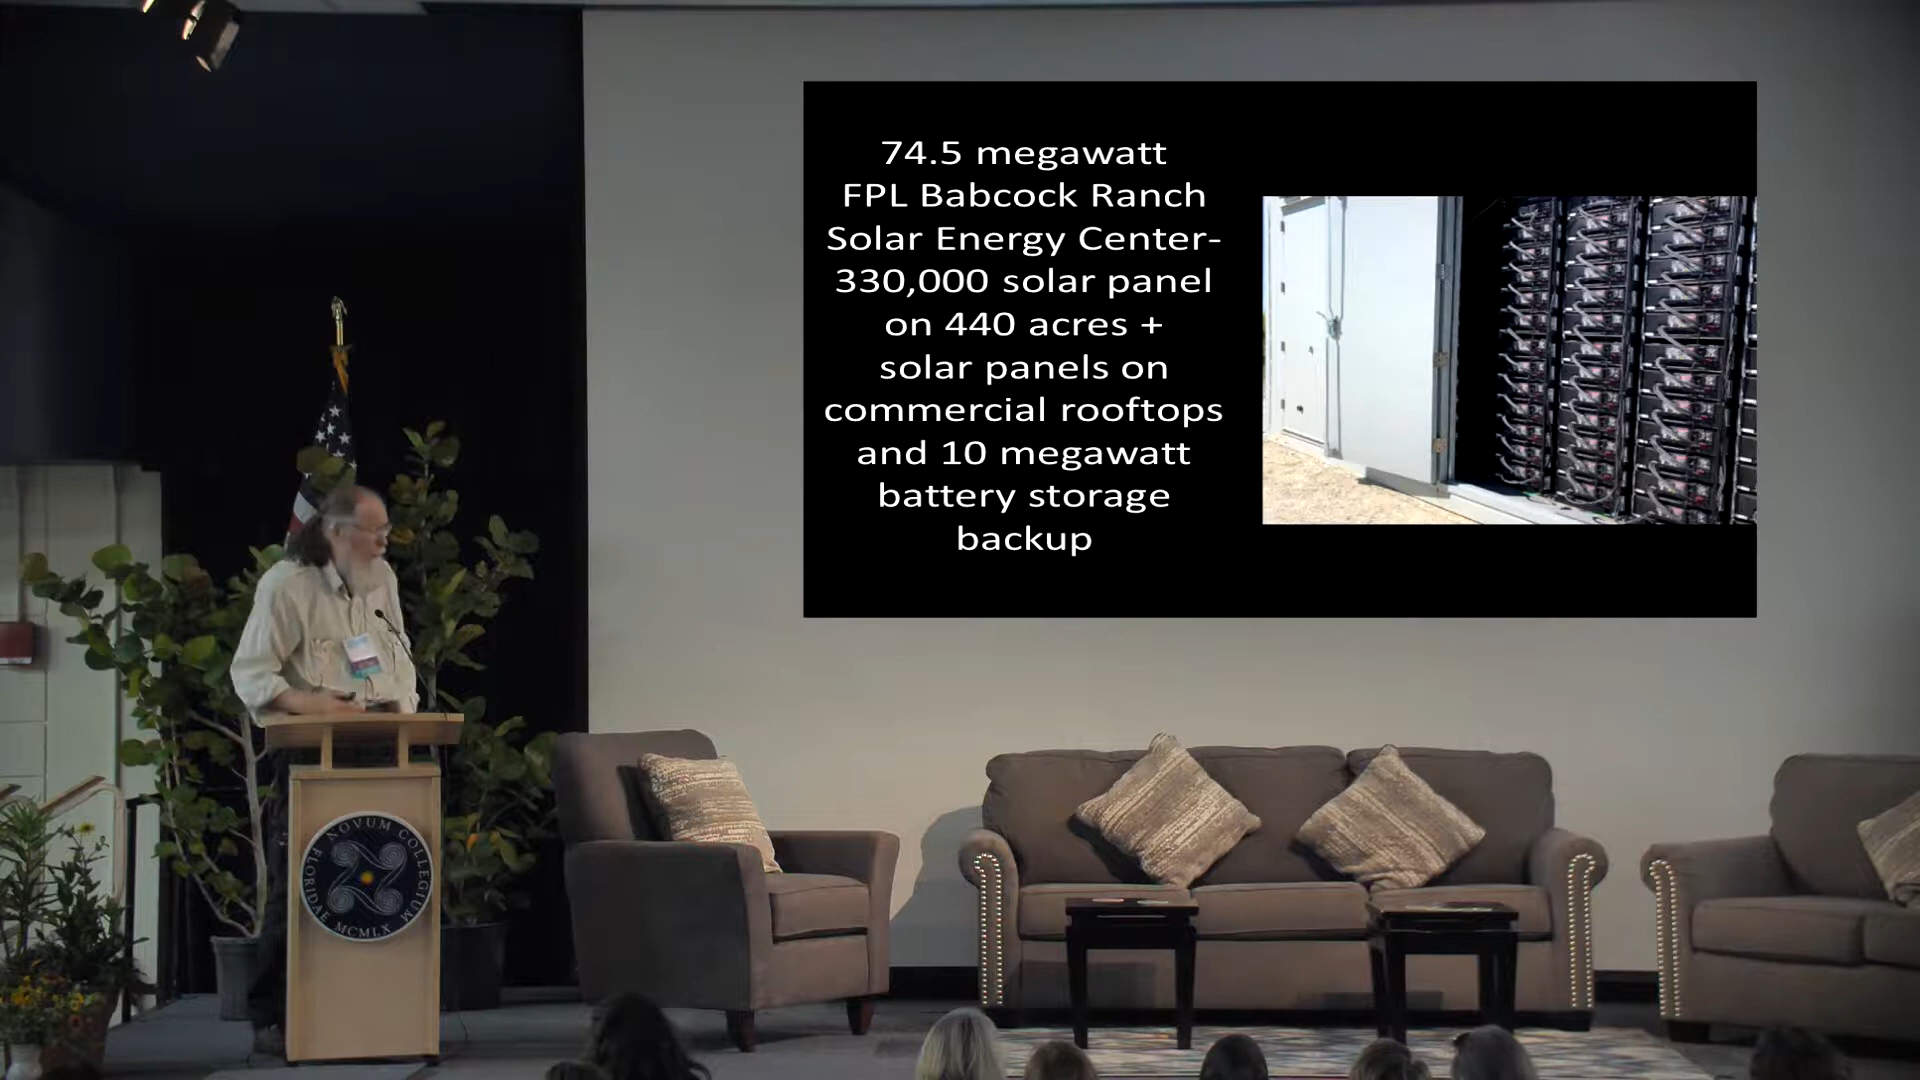 74.5 megawatt
FPL Babcock Ranch
Solar Energy Center-
330,000 solar panel
on 440 acres +
solar panels on
commercial rooftops
and 10 megawatt
battery storage
backup
NOVUM COLLEGIUM
FLORIDAE
MCMLX